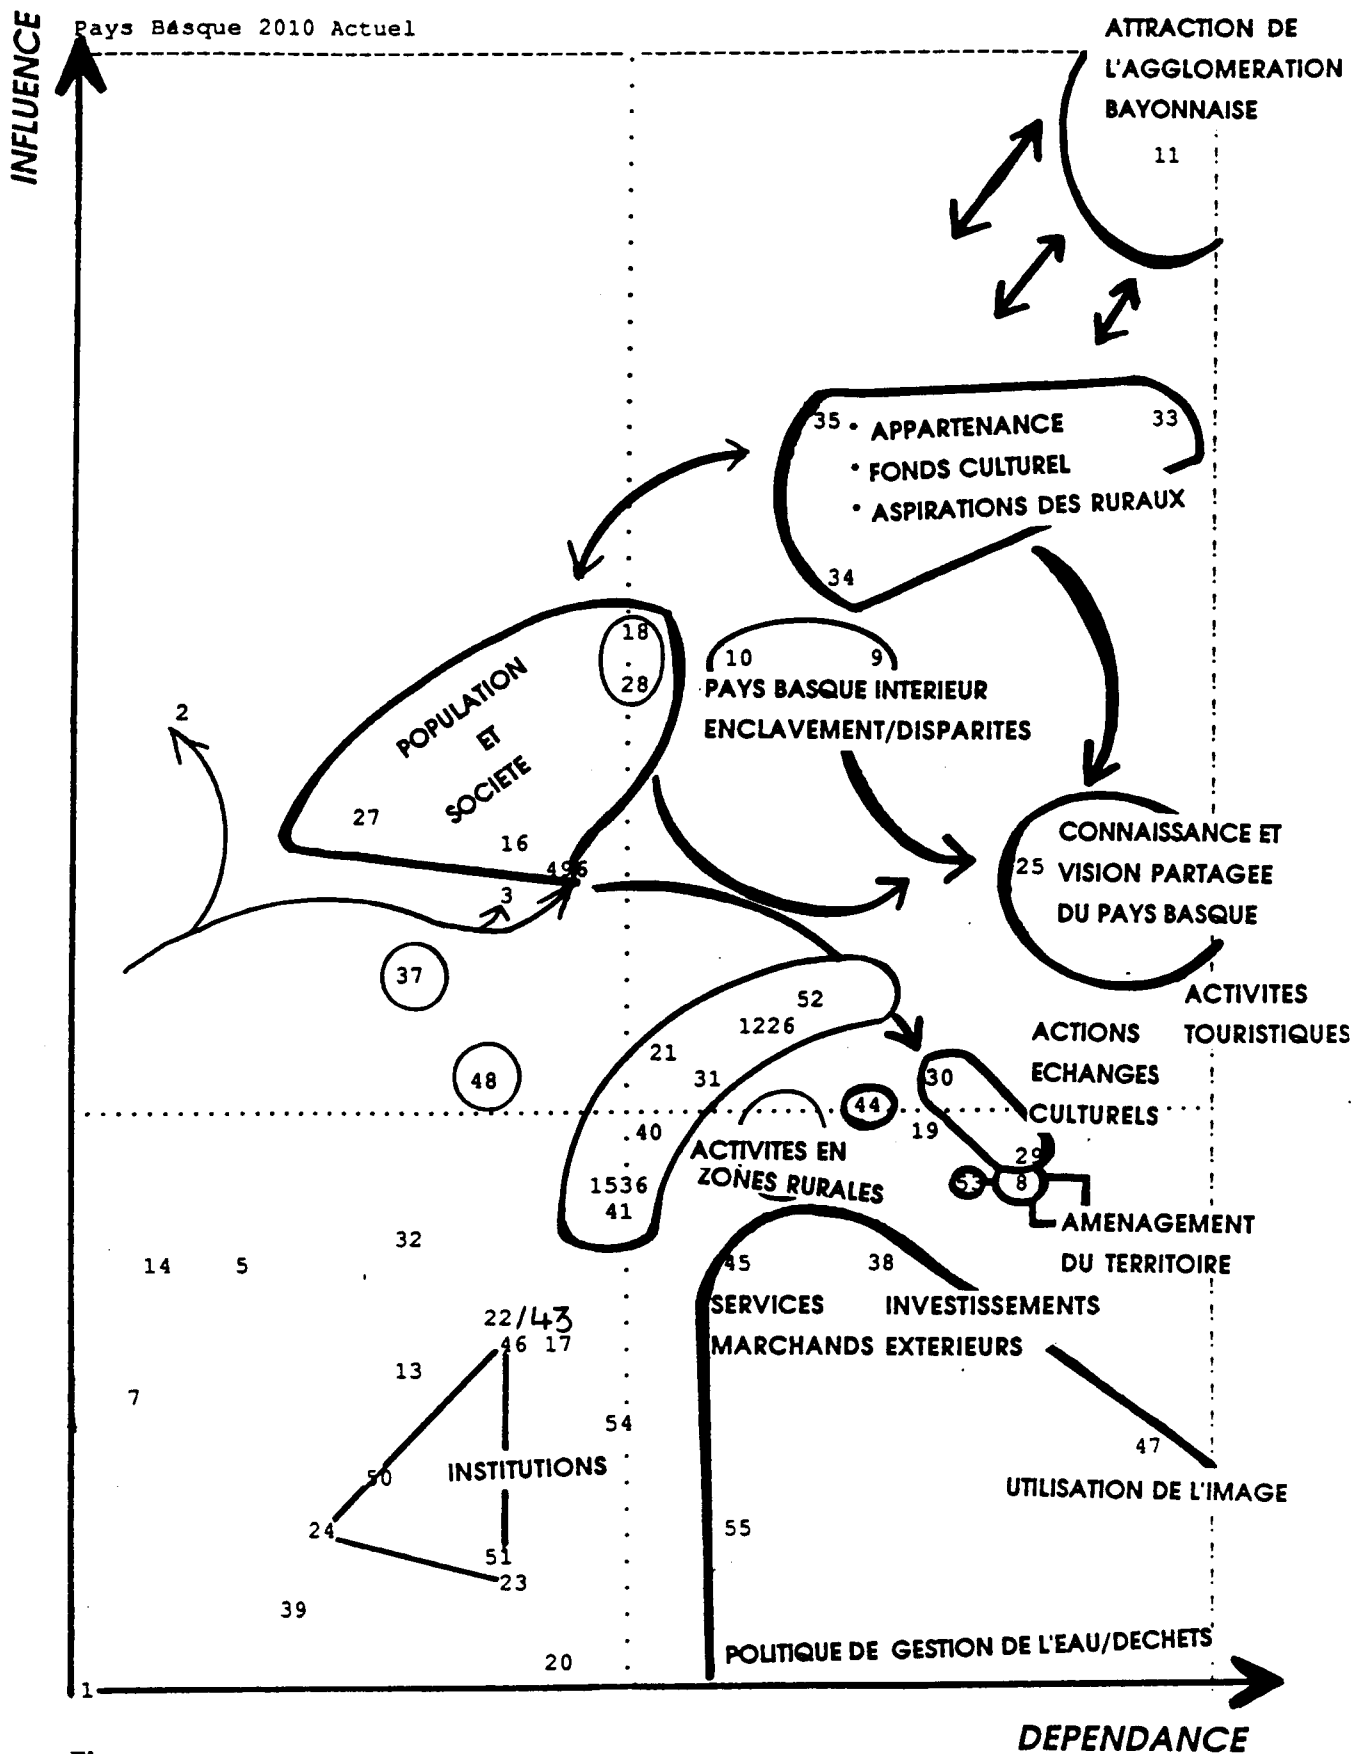 INFLUENCE
Pays Basque 2010 Actuel
ATTRACTION DE
L'AGGLOMERATION
BAYONNAISE
11
35 • APPARTENANCE 33
• FONDS CULTUREL
• ASPIRATIONS DES RURAUX
34
18
10 9
28
PAYS BASQUE INTERIEUR
ENCLAVEMENT/DISPARITES
2
POPULATION
ET
SOCIETE
27
16
496
3
CONNAISSANCE ET
25 VISION PARTAGEE
DU PAYS BASQUE
37
52
1226
21
31
48
ACTIVITES
TOURISTIQUES
ACTIONS
ECHANGES
CULTURELS
30
44
19
40
29
1536
41
ACTIVITES EN
ZONES RURALES
53 8
AMENAGEMENT
DU TERRITOIRE
32
14 5
45 38
SERVICES INVESTISSEMENTS
MARCHANDS EXTERIEURS
22/43
46 17
13
7
54
47
50
INSTITUTIONS
UTILISATION DE L'IMAGE
24
55
51
23
39
20
POLITIQUE DE GESTION DE L'EAU/DECHETS
1
DEPENDANCE